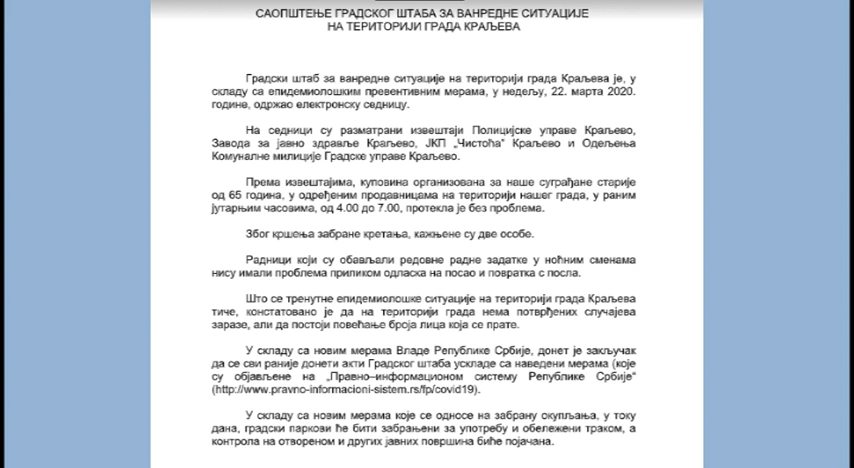 САОПШТЕЊЕ ГРАДСКОГ ШТАБА ЗА ВАНРЕДНЕ СИТУАЦИЈЕ
НА ТЕРИТОРИЈИ ГРАДА КРАЉЕВА
Градски штаб за ванредне ситуације на територији града Краљева је, у
складу са епидемиолошким превентивним мерама, у недељу, 22. марта 2020.
године, одржао електронску седницу.
На седници су разматрани извештаји Полицијске управе Краљево,
Завода за јавно здравље Краљево, ЈКП „Чистоћа“ Краљево и Одељења
Комуналне милиције Градске управе Краљево.
Према извештајима, куповина организована за наше суграђане старије
од 65 година, у одређеним продавницама на територији нашег града, у раним
јутарњим часовима, од 4.00 до 7.00, протекла је без проблема.
Због кршења забране кретања, кажњене су две особе.
Радници који су обављали редовне радне задатке у ноћним сменама
нису имали проблема приликом одласка на посао и повратка с посла.
Што се тренутне епидемиолошке ситуације на територији града Краљева
тиче, констатовано је да на територији града нема потврђених случајева
заразе, али да постоји повећање броја лица која се прате.
У складу са новим мерама Владе Републике Србије, донет је закључак
да се сви раније донети акти Градског штаба ускладе са наведени мерама (које
су објављене на „Правно–информационом систему Републике Србије“
(http://www.pravno-informacioni-sistem.rs/fp/covid19).
У складу са новим мерама које се односе на забрану окупљања, у току
дана, градски паркови ће бити забрањени за употребу и обележени траком, а
контрола на отвореном и других јавних површина биће појачана.